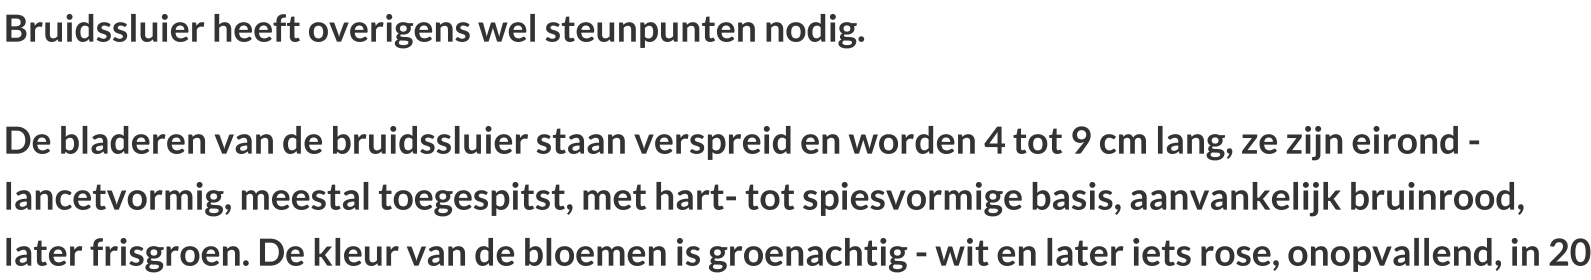 Bruidssluier heeft overigens wel steunpunten nodig.
De bladeren van de bruidssluier staan verspreid en worden 4 tot 9 cm lang, ze zijn eirond -
lancetvormig, meestal toegespitst, met hart- tot spiesvormige basis, aanvankelijk bruinrood,
later frisgroen. De kleur van de bloemen is groenachtig - wit en later iets rose, onopvallend, in 20